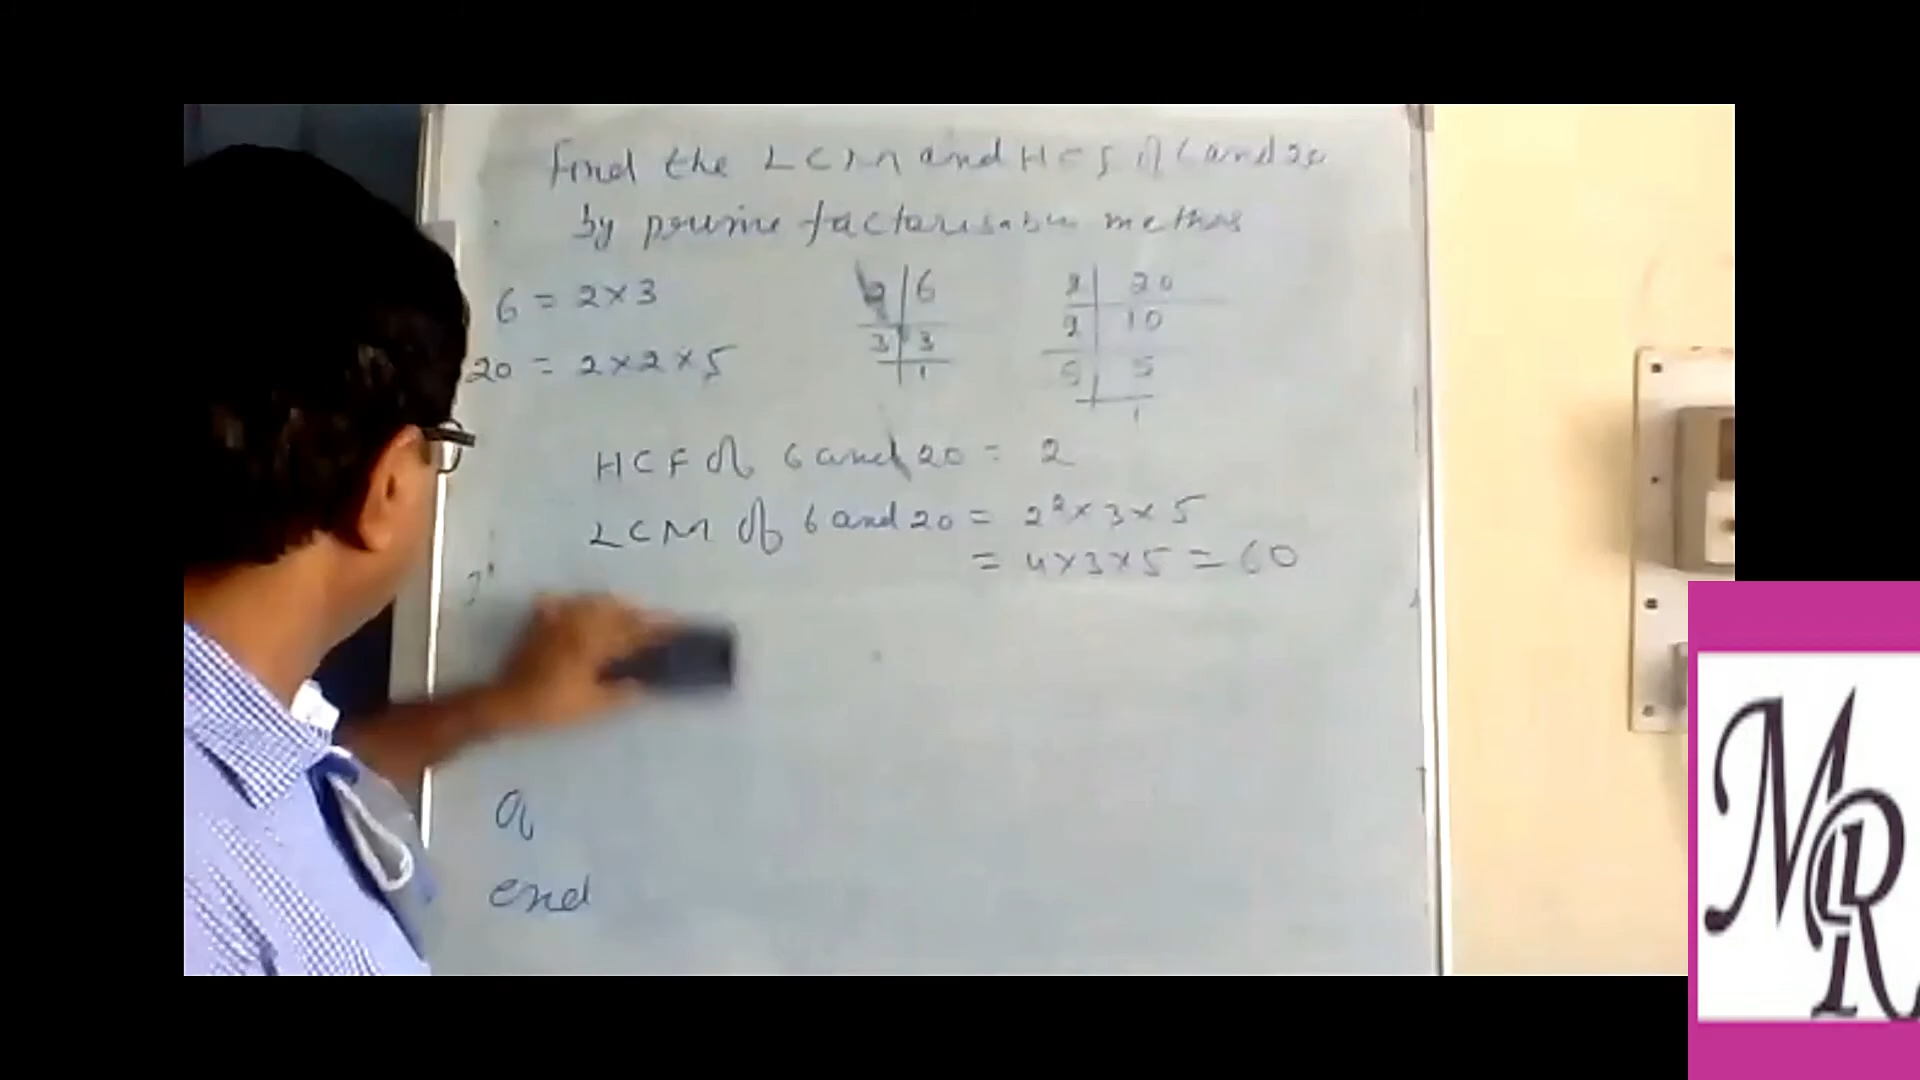 Find the LCM and HCF of 6 and 20
by prime factorisation method
6 = 2×3
20 = 2×2×5
2 | 6
3 | 3
1
2 | 20
2 | 10
5 | 5
1
HCF of 6 and 20 = 2
LCM of 6 and 20 = 2²×3×5
= 4×3×5 = 60
end
MR